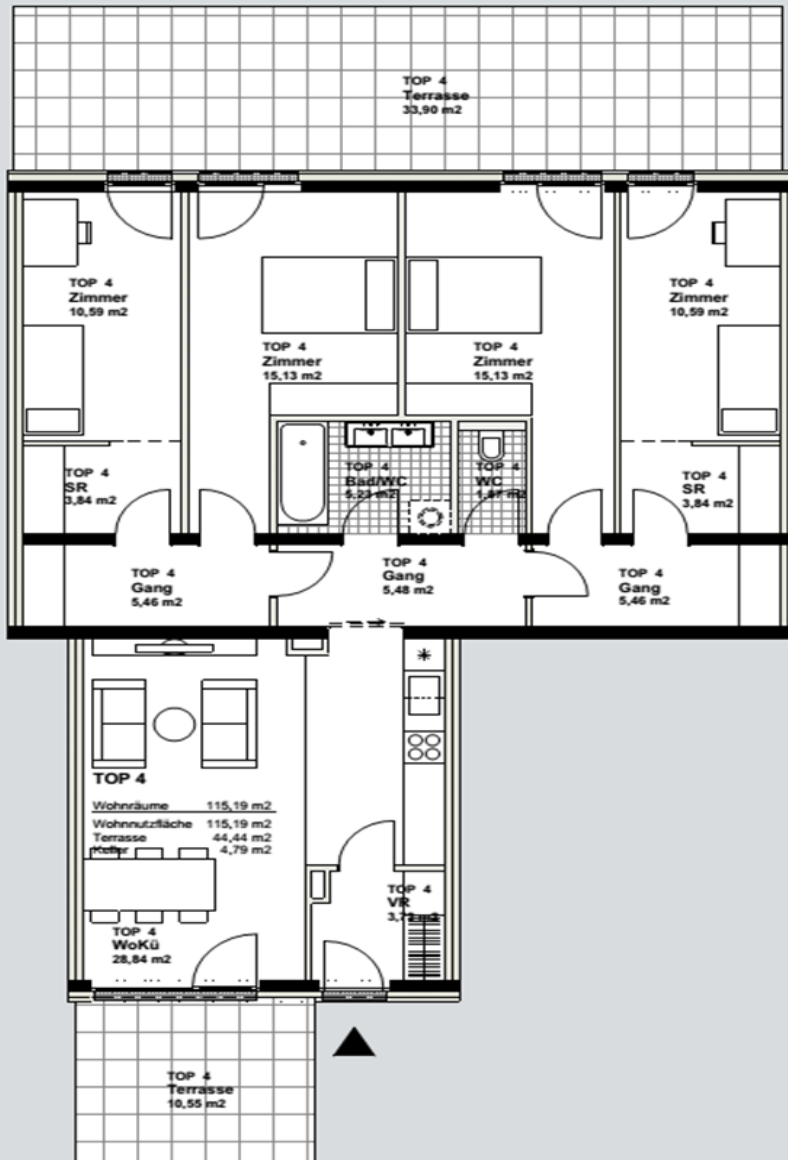 TOP 4
Terrasse
33,90 m2
TOP 4
Zimmer
10,59 m2
TOP 4
Zimmer
15,13 m2
TOP 4
Zimmer
15,13 m2
TOP 4
Zimmer
10,59 m2
TOP 4
SR
3,84 m2
TOP 4
Bad/WC
5,23 m2
TOP 4
WC
TOP 4
SR
3,84 m2
TOP 4
Gang
5,46 m2
TOP 4
Gang
5,48 m2
TOP 4
Gang
5,46 m2
TOP 4
Wohnräume 115,19 m2
Wohnnutzfläche 115,19 m2
Terrasse 44,44 m2
Keller 4,79 m2
TOP 4
VR
TOP 4
WoKü
28,84 m2
TOP 4
Terrasse
10,55 m2